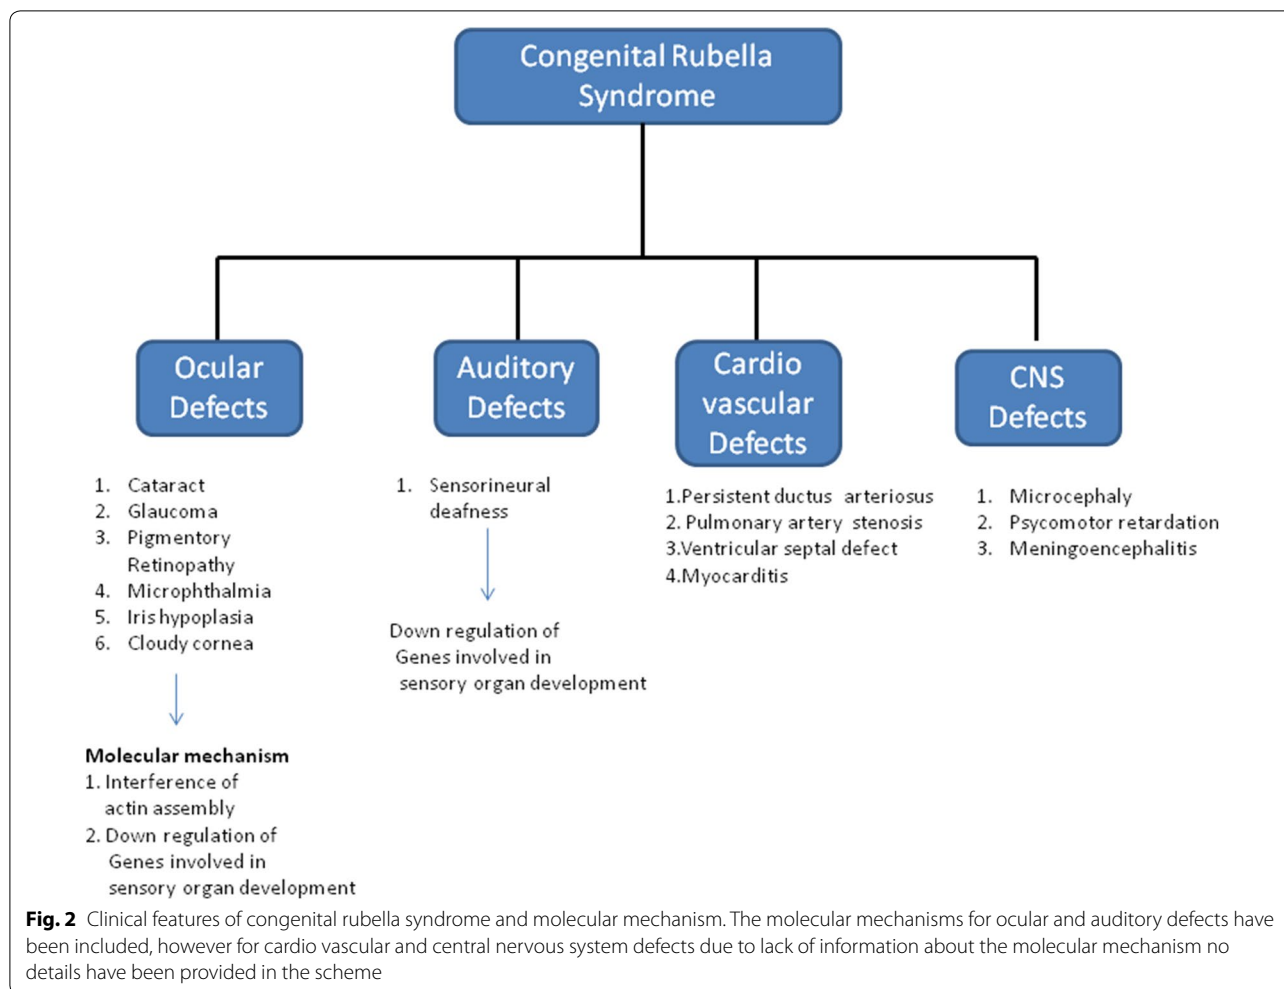 Congenital Rubella
Syndrome
Ocular
Defects
1. Cataract
2. Glaucoma
3. Pigmentory
Retinopathy
4. Microphthalmia
5. Iris hypoplasia
6. Cloudy cornea
Molecular mechanism
1. Interference of
actin assembly
2. Down regulation of
Genes involved in
sensory organ development
Auditory
Defects
1. Sensorineural
deafness
Down regulation of
Genes involved in
sensory organ development
Cardio
vascular
Defects
1.Persistent ductus arteriosus
2. Pulmonary artery stenosis
3.Ventricular septal defect
4.Myocarditis
CNS
Defects
1. Microcephaly
2. Psycomotor retardation
3. Meningoencephalitis
Fig. 2 Clinical features of congenital rubella syndrome and molecular mechanism. The molecular mechanisms for ocular and auditory defects have
been included, however for cardio vascular and central nervous system defects due to lack of information about the molecular mechanism no
details have been provided in the scheme